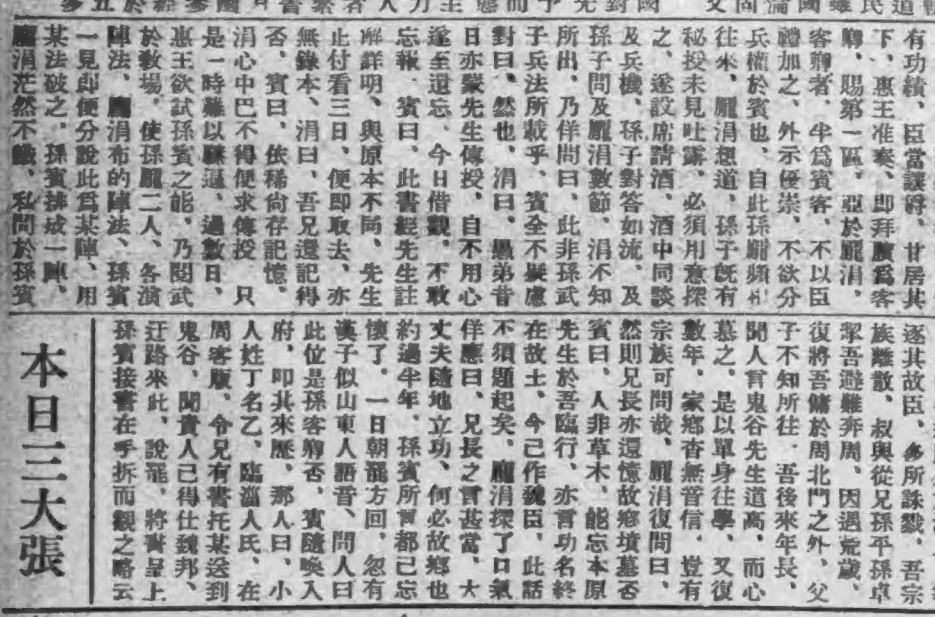 有功績、臣當讓爵、甘居其
下、惠王准奏、即拜臏爲客
卿、賜第一區、亞於龐涓、
客卿者、半爲賓客、不以臣
禮加之、外示優崇、不欲分
兵權於賓也、自此孫龐頻相
往來、龐涓想道、孫子既有
秘授未見吐露、必須用意探
之、遂設席請酒、酒中同談
及兵機、孫子對答如流、及
孫子問及龐涓數節、涓不知
所出、乃佯問曰、此非孫武
子兵法所載乎、賓全不疑慮
對曰、然也、涓曰、愚弟昔
日亦蒙先生傳授、自不用心
遂至遺忘、今日借觀、不敢
忘報、賓曰、此書經先生註
解詳明、與原本不同、先生
止付看三日、便即取去、亦
無錄本、涓曰、吾兄還記得
否、賓曰、依稀尚存記憶、
涓心中巴不得便求傳授、只
是一時難以驟逼、過數日、
惠王欲試孫賓之能、乃閱武
於教場、使孫龐二人、各演
陣法、龐涓布的陣法、孫賓
一見即便分說此爲某陣、用
某法破之、孫賓排成一陣、
龐涓茫然不識、私問於孫賓
逐其故臣、多所誅戮、吾宗
族離散、叔與從兄孫平孫卓
挈吾避難奔周、因遇荒歲、
復將吾傭於周北門之外、父
子不知所往、吾後來年長、
聞人言鬼谷先生道高、而心
慕之、是以單身往學、又復
數年、家鄉杳無音信、豈有
宗族可問哉、龐涓復問曰、
然則兄長亦還憶故鄉墳墓否
賓曰、人非草木、能忘本原
先生於吾臨行、亦言功名終
在故土、今己作魏臣、此話
不須題起矣、龐涓探了口氣
佯應曰、兄長之言甚當、大
丈夫隨地立功、何必故鄉也
約過半年、孫賓所言都已忘
懷了、一日朝罷方回、忽有
漢子似山東人語音、問人曰
此位是孫客卿否、賓隨喚入
府、叩其來歷、那人曰、小
人姓丁名乙、臨淄人氏、在
周客販、令兄有書托某送到
鬼谷、聞貴人已得仕魏邦、
迂路來此、說罷、將書呈上
孫賓接書在手拆而觀之略云
本日三大張